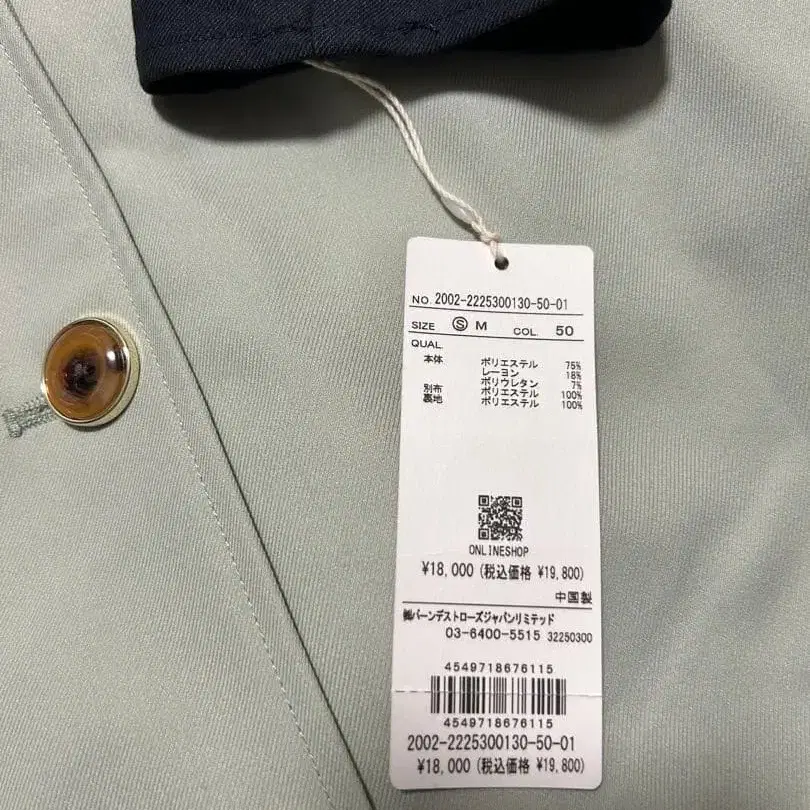 NO. 2002-2225300130-50-01
SIZE Ⓢ M COL. 50
QUAL.
本体 ポリエステル 75%
レーヨン 18%
ポリウレタン 7%
別布 ポリエステル 100%
裏地 ポリエステル 100%
ONLINESHOP
¥18,000 (税込価格 ¥19,800)
中国製
㈱バーンデストローズジャパンリミテッド
03-6400-5515 32250300
4549718676115
4549718676115
2002-2225300130-50-01
¥18,000 (税込価格 ¥19,800)